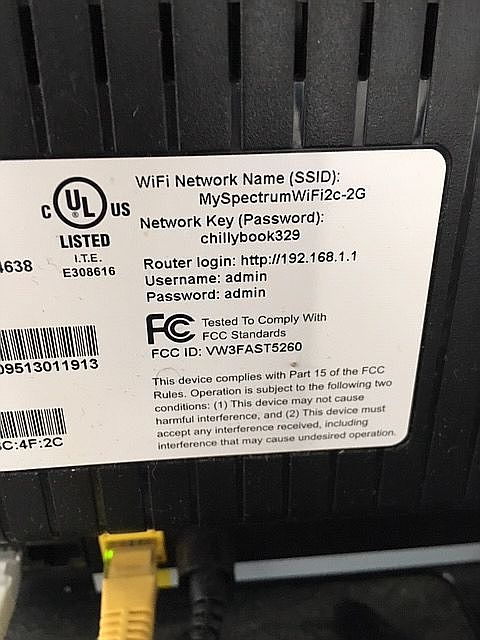 WiFi Network Name (SSID):
MySpectrumWiFi2c-2G
Network Key (Password):
chillybook329
Router login: http://192.168.1.1
Username: admin
Password: admin
C UL US
LISTED
I.T.E.
E308616
4638
FC Tested To Comply With
FCC Standards
FCC ID: VW3FAST5260
09513011913
This device complies with Part 15 of the FCC
Rules. Operation is subject to the following two
conditions: (1) This device may not cause
harmful interference, and (2) This device must
accept any interference received, including
interference that may cause undesired operation.
C:4F:2C